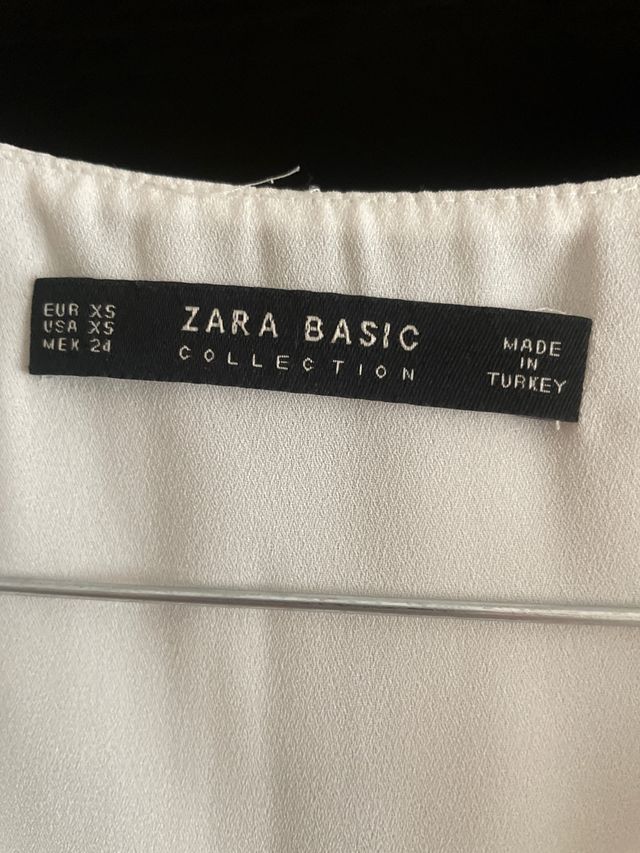 EUR XS
USA XS
MEX 24
ZARA BASIC
COLLECTION
MADE
IN
TURKEY